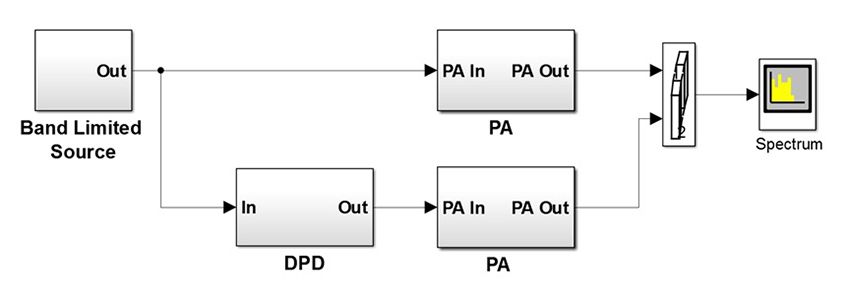 Out
Band Limited
Source
PA In PA Out
PA
2
Spectrum
In Out
DPD
PA In PA Out
PA